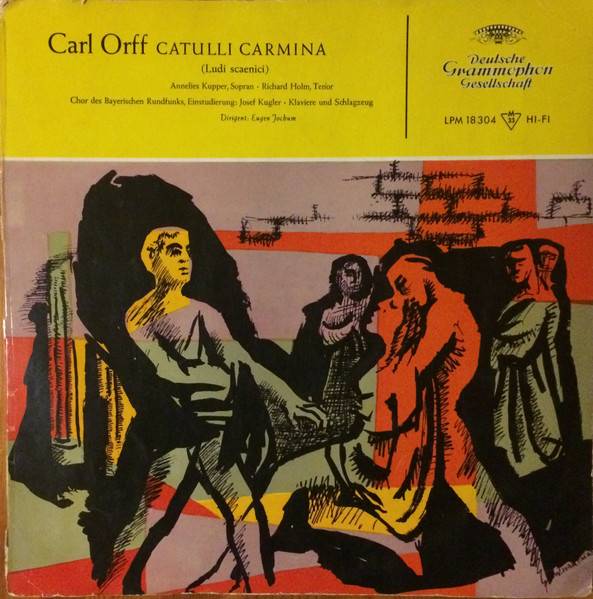 Carl Orff CATULLI CARMINA
(Ludi scaenici)
Annelies Kupper, Sopran · Richard Holm, Tenor
Chor des Bayerischen Rundfunks, Einstudierung: Josef Kugler · Klaviere und Schlagzeug
Dirigent: Eugen Jochum
Deutsche
Grammophon
Gesellschaft
LPM 18304 M 33 HI-FI